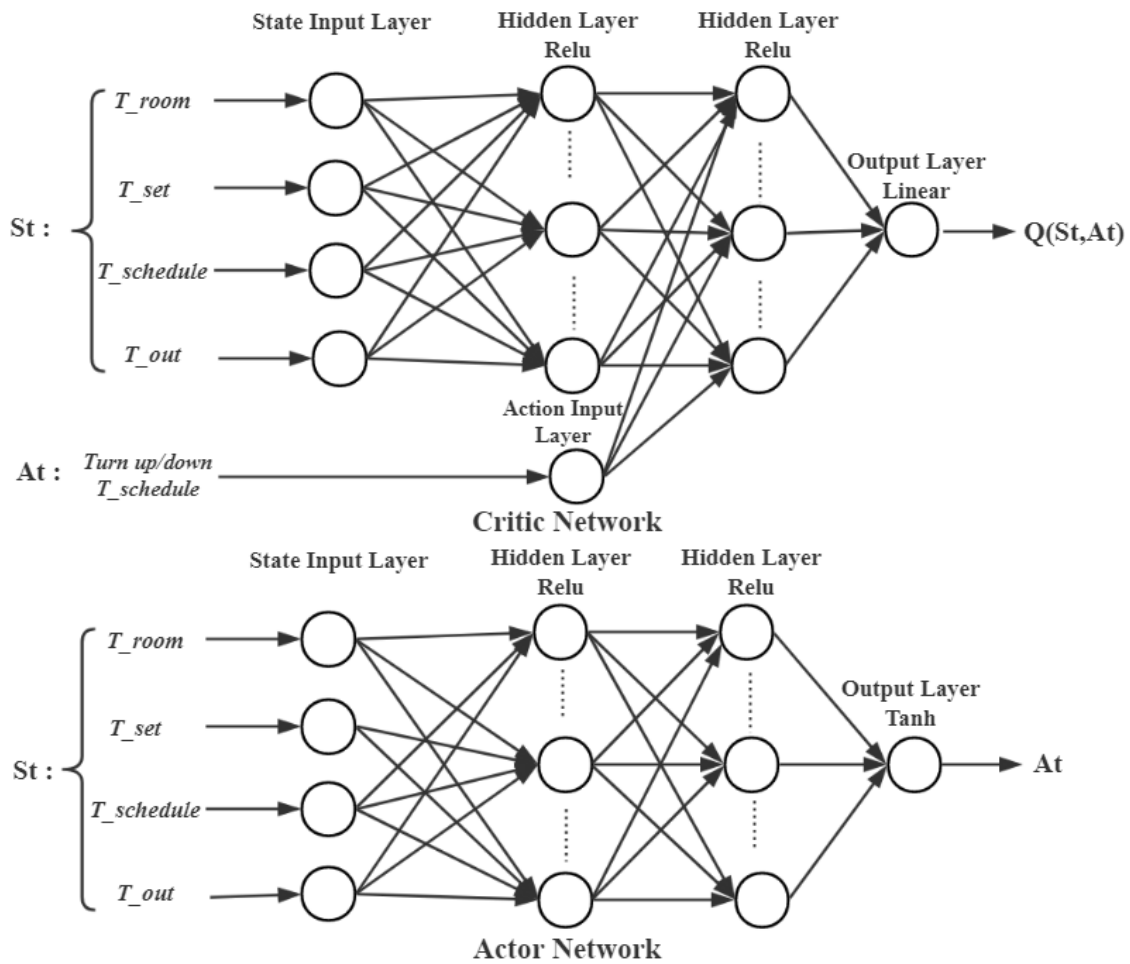 State Input Layer
Hidden Layer
Relu
Hidden Layer
Relu
T_room
T_set
St :
T_schedule
T_out
Output Layer
Linear
Q(St,At)
Action Input
Layer
At :
Turn up/down
T_schedule
Critic Network
State Input Layer
Hidden Layer
Relu
Hidden Layer
Relu
T_room
T_set
St :
T_schedule
T_out
Output Layer
Tanh
At
Actor Network